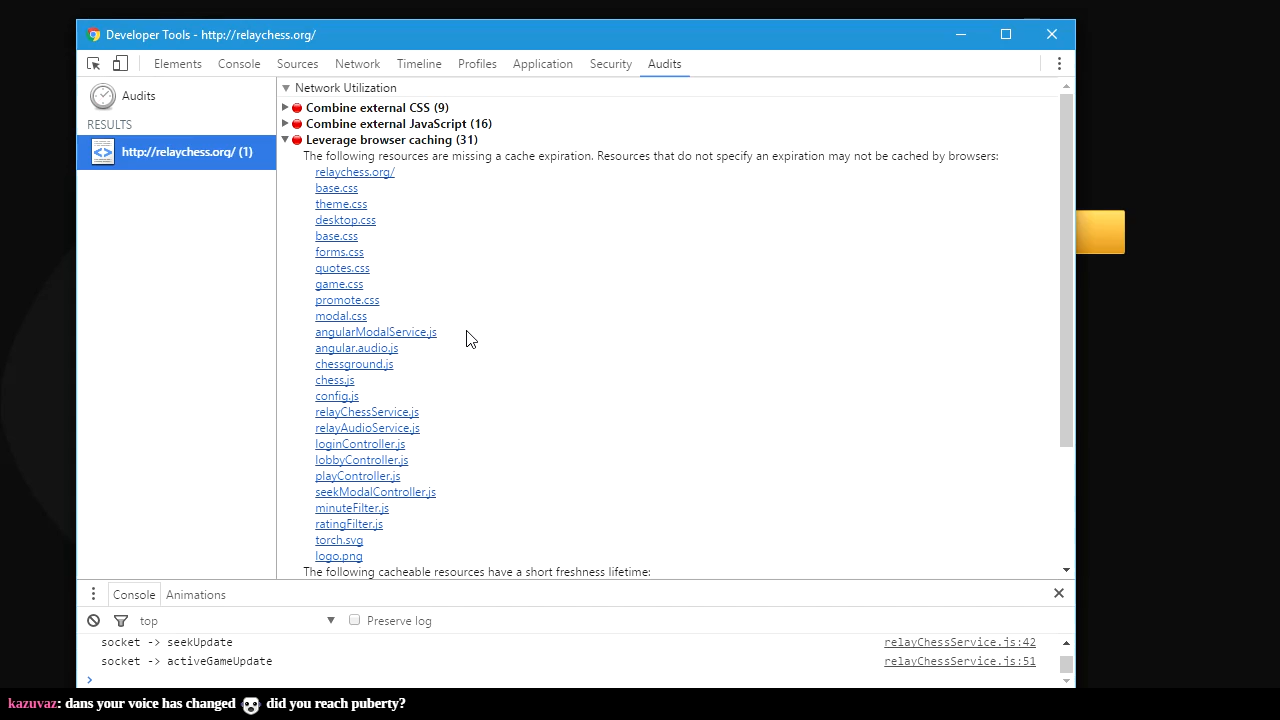 Developer Tools - http://relaychess.org/
Elements Console Sources Network Timeline Profiles Application Security Audits
Audits
RESULTS
http://relaychess.org/ (1)
Network Utilization
Combine external CSS (9)
Combine external JavaScript (16)
Leverage browser caching (31)
The following resources are missing a cache expiration. Resources that do not specify an expiration may not be cached by browsers:
relaychess.org/
base.css
theme.css
desktop.css
base.css
forms.css
quotes.css
game.css
promote.css
modal.css
angularModalService.js
angular.audio.js
chessground.js
chess.js
config.js
relayChessService.js
relayAudioService.js
loginController.js
lobbyController.js
playController.js
seekModalController.js
minuteFilter.js
ratingFilter.js
torch.svg
logo.png
The following cacheable resources have a short freshness lifetime:
Console Animations
top Preserve log
socket -> seekUpdate relayChessService.js:42
socket -> activeGameUpdate relayChessService.js:51
>
kazuvaz: dans your voice has changed did you reach puberty?